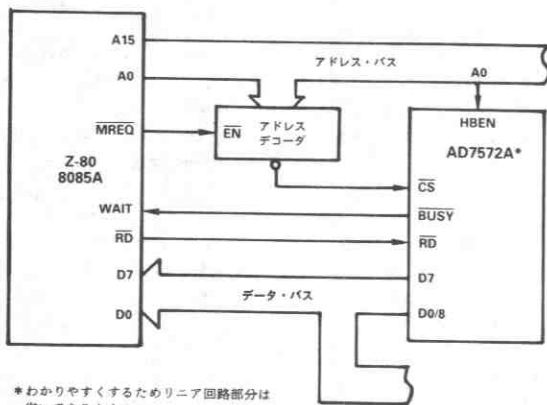 A15
アドレス・バス
A0
A0
MREQ
EN
アドレス
デコーダ
HBEN
AD7572A*
Z-80
8085A
CS
WAIT
BUSY
RD
RD
D7
D7
データ・バス
D0
D0/8
*わかりやすくするためリニア回路部分は